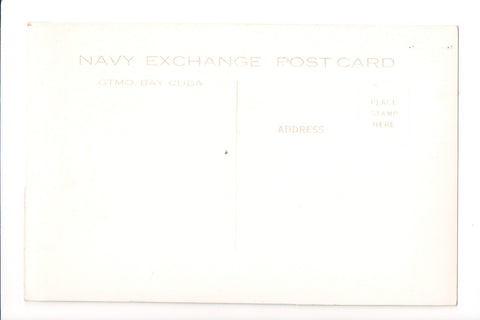 NAVY EXCHANGE POST CARD
GTMO BAY CUBA
PLACE
STAMP
HERE
ADDRESS